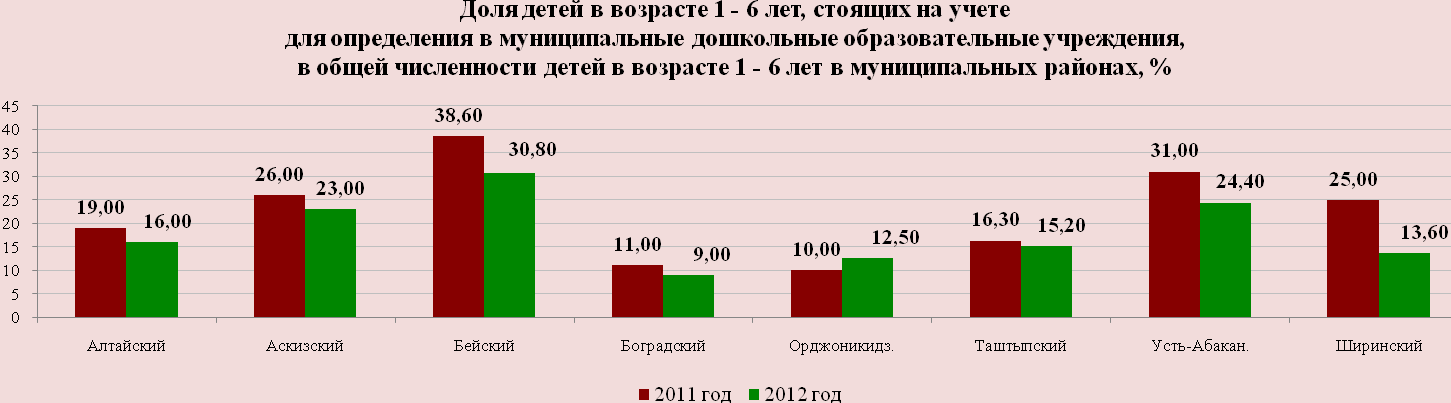 Доля детей в возрасте 1 - 6 лет, стоящих на учете
для определения в муниципальные дошкольные образовательные учреждения,
в общей численности детей в возрасте 1 - 6 лет в муниципальных районах, %
45
40
35
30
25
20
15
10
5
0
19,00
16,00
26,00
23,00
38,60
30,80
11,00
9,00
10,00
12,50
16,30
15,20
31,00
24,40
25,00
13,60
Алтайский
Аскизский
Бейский
Боградский
Орджоникидз.
Таштыпский
Усть-Абакан.
Ширинский
2011 год
2012 год